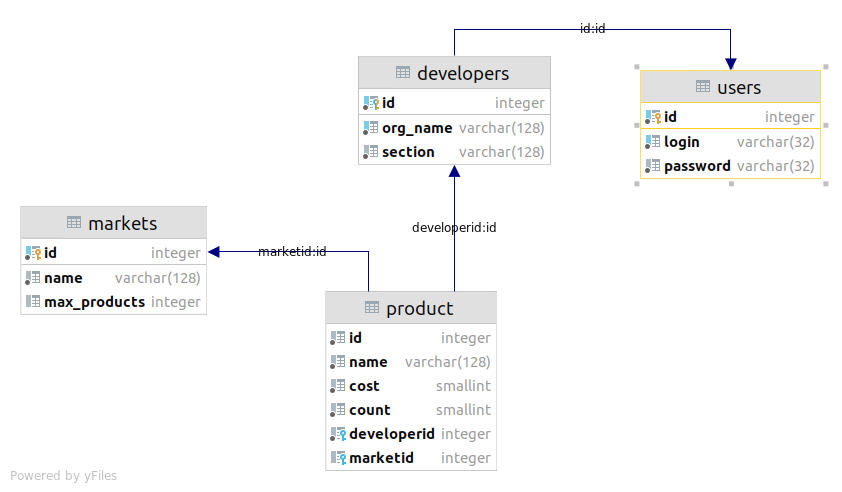 id:id
developers
id integer
org_name varchar(128)
section varchar(128)
users
id integer
login varchar(32)
password varchar(32)
developerid:id
markets
id integer
name varchar(128)
max_products integer
marketid:id
product
id integer
name varchar(128)
cost smallint
count smallint
developerid integer
marketid integer
Powered by yFiles